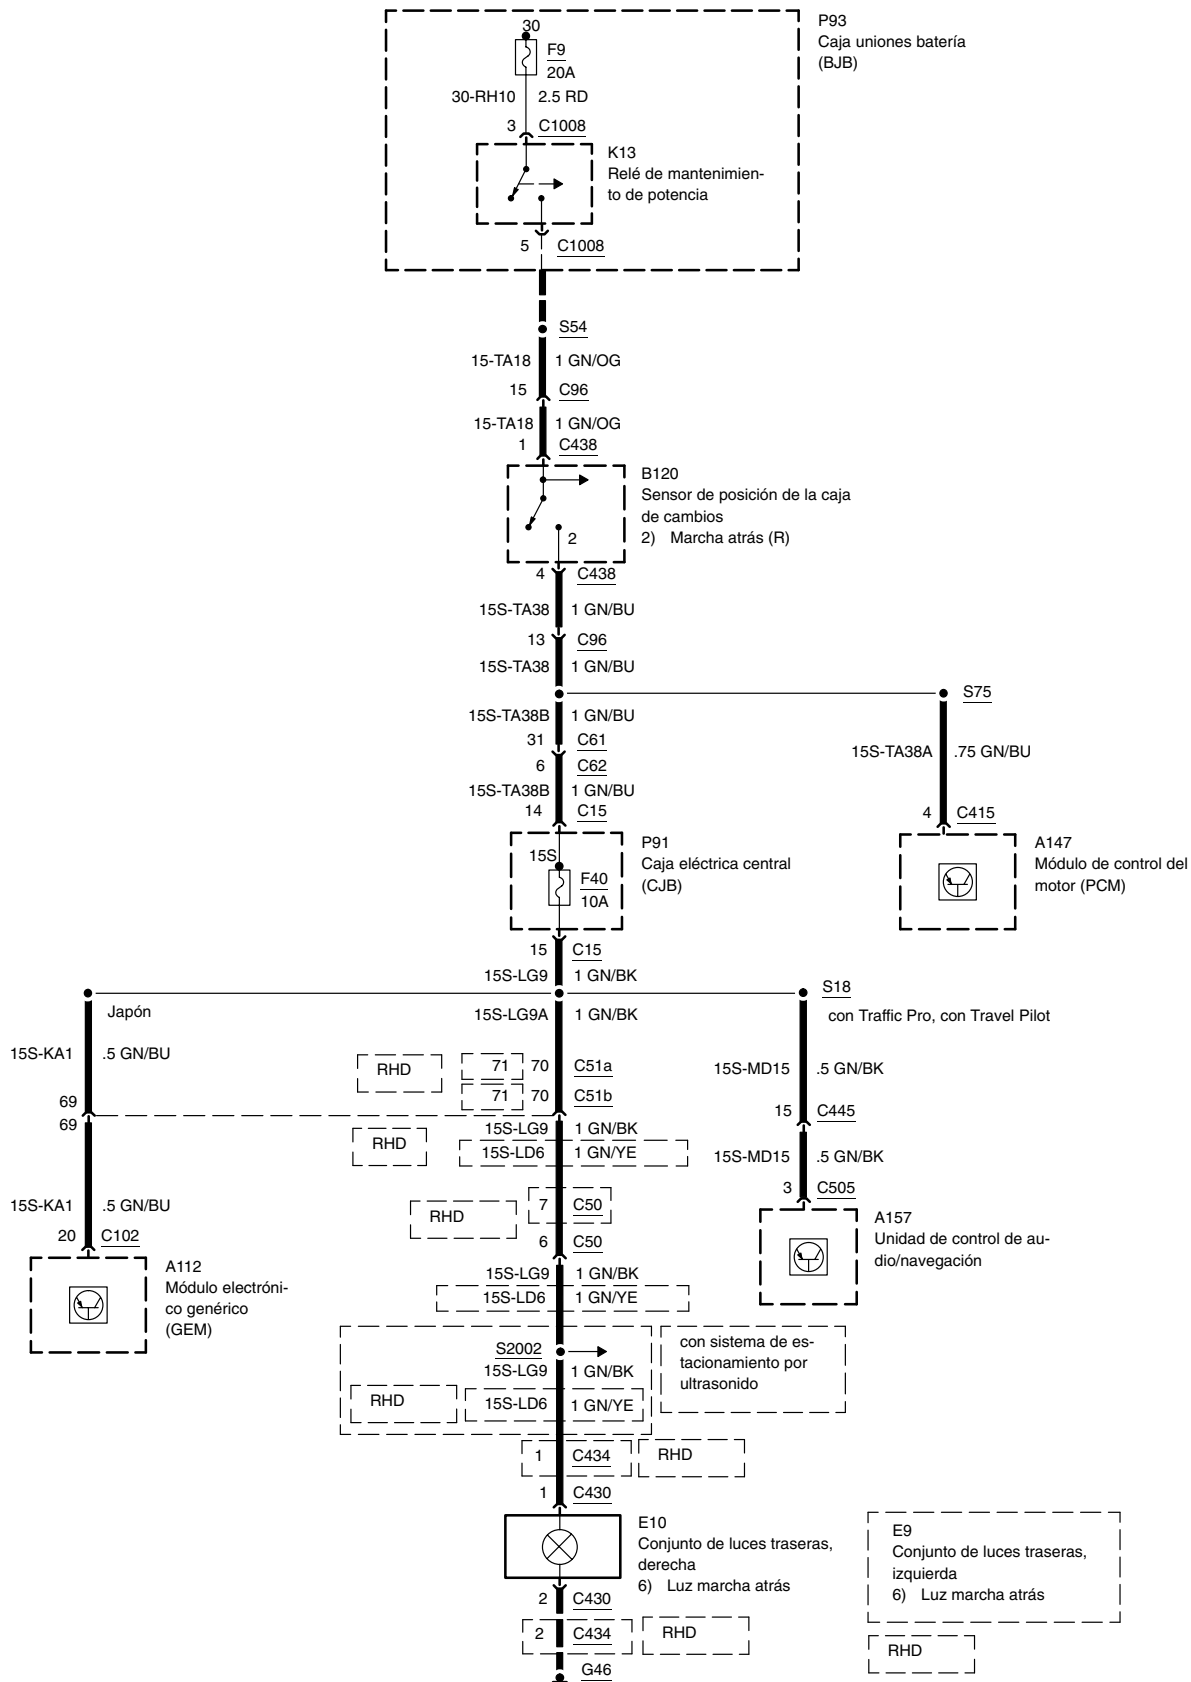 P93
Caja uniones batería
(BJB)
30
F9
20A
30-RH10 2.5 RD
3 C1008
K13
Relé de mantenimien-
to de potencia
5 C1008
S54
15-TA18 1 GN/OG
15 C96
15-TA18 1 GN/OG
1 C438
B120
Sensor de posición de la caja
de cambios
2) Marcha atrás (R)
2
4 C438
15S-TA38 1 GN/BU
13 C96
15S-TA38 1 GN/BU
S75
15S-TA38B 1 GN/BU
31 C61
15S-TA38A .75 GN/BU
6 C62
15S-TA38B 1 GN/BU
14 C15
4 C415
P91
Caja eléctrica central
(CJB)
15S
F40
10A
A147
Módulo de control del
motor (PCM)
15 C15
15S-LG9 1 GN/BK
S18
con Traffic Pro, con Travel Pilot
Japón
15S-LG9A 1 GN/BK
15S-KA1 .5 GN/BU
RHD 71 70 C51a
71 70 C51b
15S-MD15 .5 GN/BK
69
69
15 C445
15S-LG9 1 GN/BK
RHD
15S-LD6 1 GN/YE
15S-MD15 .5 GN/BK
3 C505
15S-KA1 .5 GN/BU
RHD 7 C50
6 C50
20 C102
A112
Módulo electróni-
co genérico
(GEM)
A157
Unidad de control de au-
dio/navegación
15S-LG9 1 GN/BK
15S-LD6 1 GN/YE
S2002
con sistema de es-
tacionamiento por
ultrasonido
15S-LG9 1 GN/BK
RHD 15S-LD6 1 GN/YE
1 C434 RHD
1 C430
E10
Conjunto de luces traseras,
derecha
6) Luz marcha atrás
E9
Conjunto de luces traseras,
izquierda
6) Luz marcha atrás
2 C430
2 C434 RHD
RHD
G46